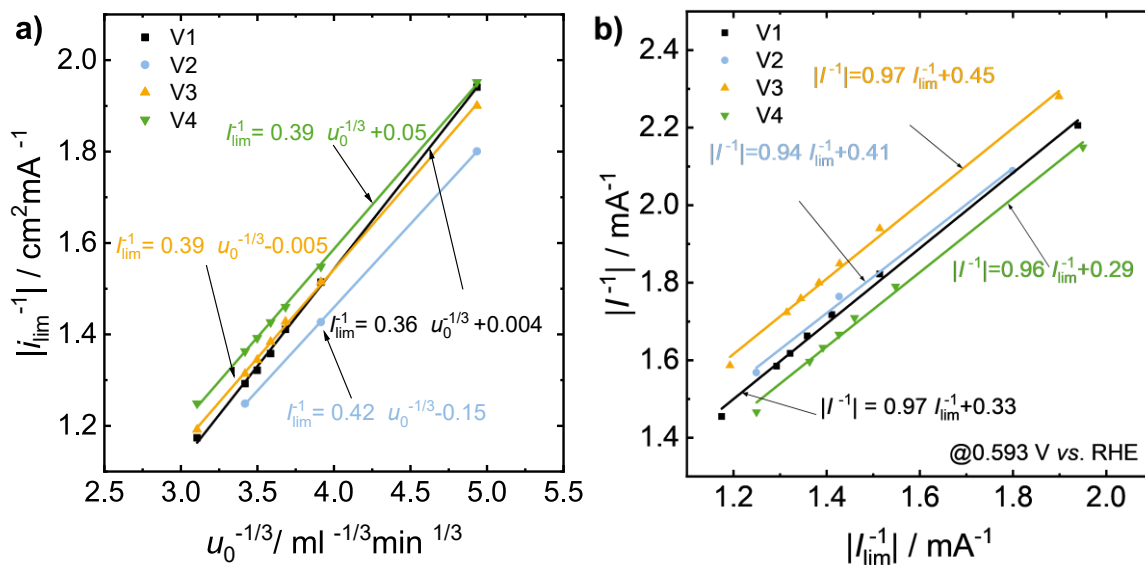 a)
V1
V2
V3
V4
2.0
1.8
1.6
1.4
1.2
|i_lim^-1| / cm^2mA^-1
I_lim^-1= 0.39 u_0^-1/3+0.05
I_lim^-1= 0.39 u_0^-1/3-0.005
I_lim^-1= 0.36 u_0^-1/3+0.004
I_lim^-1= 0.42 u_0^-1/3-0.15
2.5 3.0 3.5 4.0 4.5 5.0 5.5
u_0^-1/3/ ml ^-1/3min ^1/3
b)
V1
V2
V3
V4
2.4
2.2
2.0
1.8
1.6
1.4
|I^-1| / mA^-1
|I^-1|=0.97 I_lim^-1+0.45
|I^-1|=0.94 I_lim^-1+0.41
|I^-1|=0.96 I_lim^-1+0.29
|I^-1| = 0.97 I_lim^-1+0.33
@0.593 V vs. RHE
1.2 1.4 1.6 1.8 2.0
|I_lim^-1| / mA^-1